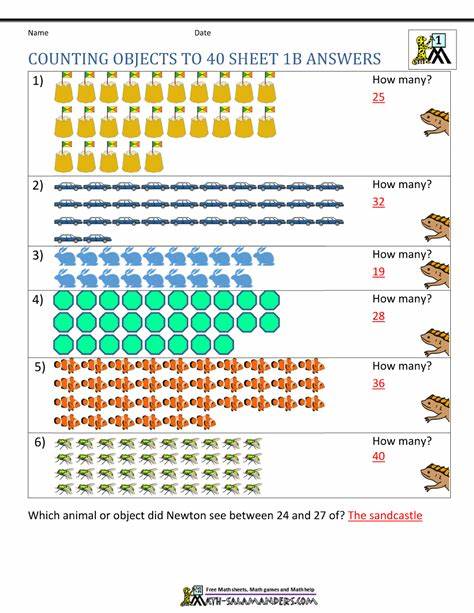 Name Date
COUNTING OBJECTS TO 40 SHEET 1B ANSWERS
1
1) How many?
25
2) How many?
32
3) How many?
19
4) How many?
28
5) How many?
36
6) How many?
40
Which animal or object did Newton see between 24 and 27 of? The sandcastle
Free Math sheets, Math games and Math help
MATH-SALAMANDERS.COM